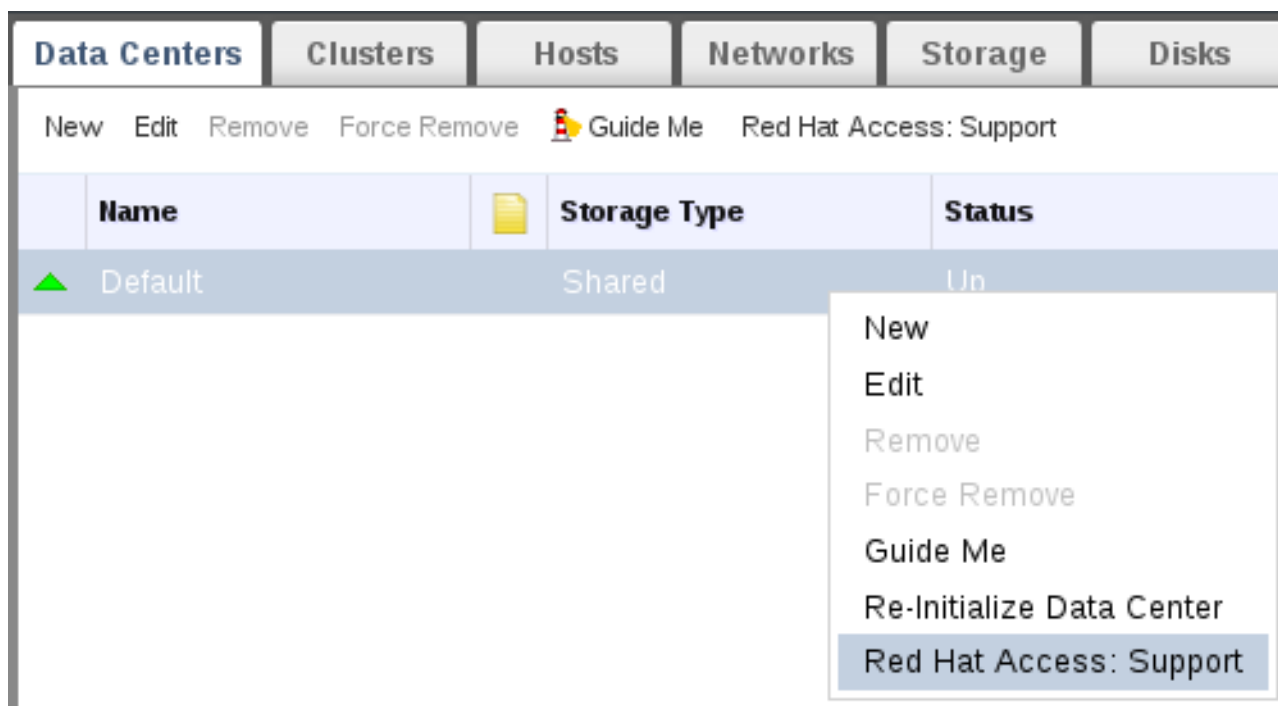 Data Centers Clusters Hosts Networks Storage Disks
New Edit Remove Force Remove Guide Me Red Hat Access: Support
Name Storage Type Status
Default Shared Up
New
Edit
Remove
Force Remove
Guide Me
Re-Initialize Data Center
Red Hat Access: Support